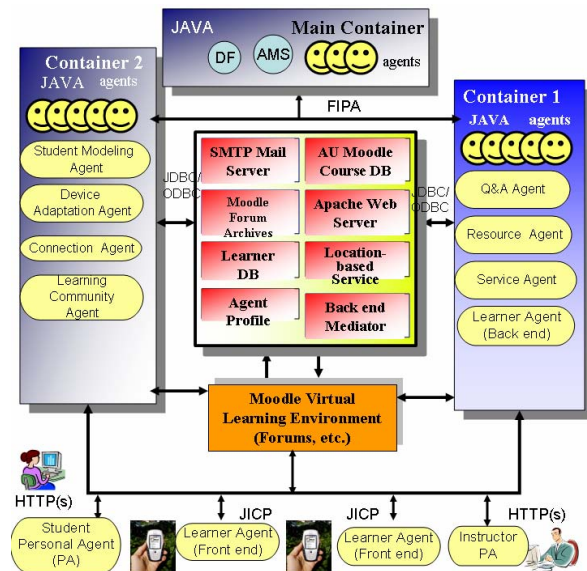 JAVA
Main Container
DF
AMS
agents
FIPA
Container 2
JAVA agents
Student Modeling
Agent
Device
Adaptation Agent
Connection Agent
Learning
Community
Agent
JDBC/
ODBC
SMTP Mail
Server
AU Moodle
Course DB
Moodle
Forum
Archives
Apache Web
Server
Learner
DB
Location-
based
Service
Agent
Profile
Back end
Mediator
JDBC/
ODBC
Container 1
JAVA agents
Q&A Agent
Resource Agent
Service Agent
Learner Agent
(Back end)
Moodle Virtual
Learning Environment
(Forums, etc.)
HTTP(s)
JICP
JICP
HTTP(s)
Student
Personal Agent
(PA)
Learner Agent
(Front end)
Learner Agent
(Front end)
Instructor
PA